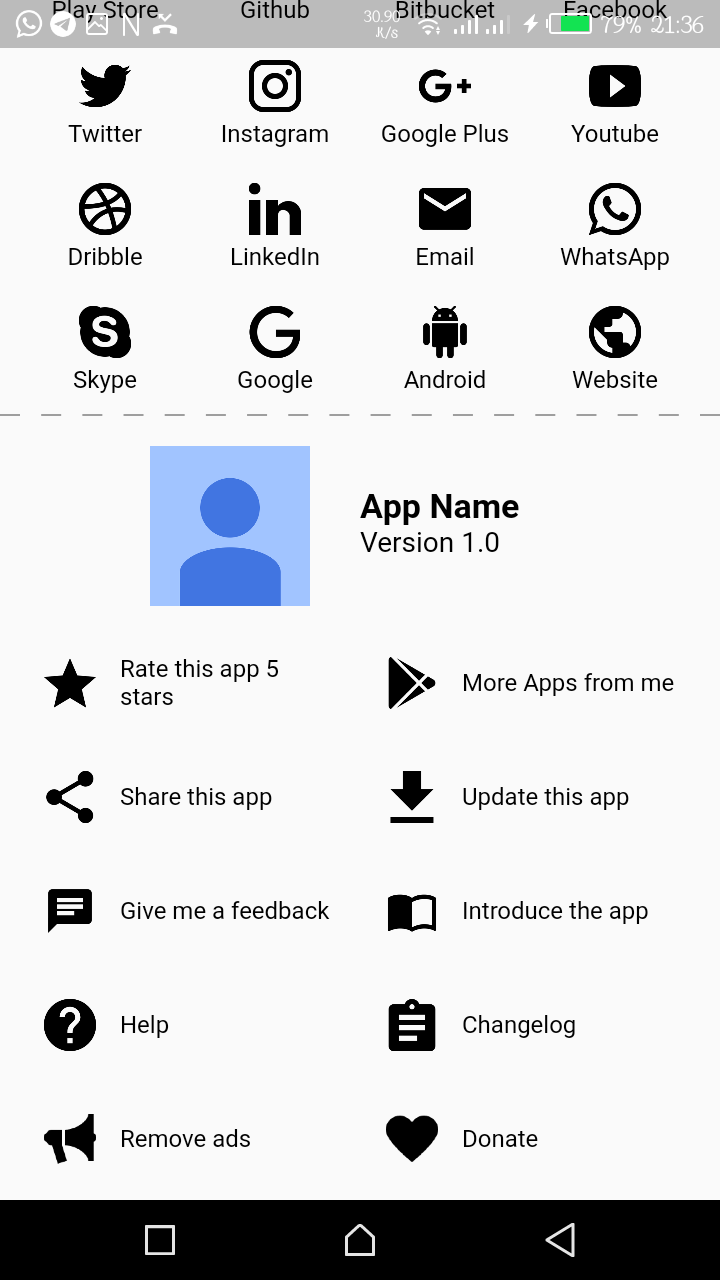 Play Store Github Bitbucket Facebook
30.90 K/s 79% 21:36
Twitter Instagram Google Plus Youtube
Dribble LinkedIn Email WhatsApp
Skype Google Android Website
App Name
Version 1.0
Rate this app 5
stars
More Apps from me
Share this app
Update this app
Give me a feedback
Introduce the app
Help
Changelog
Remove ads
Donate